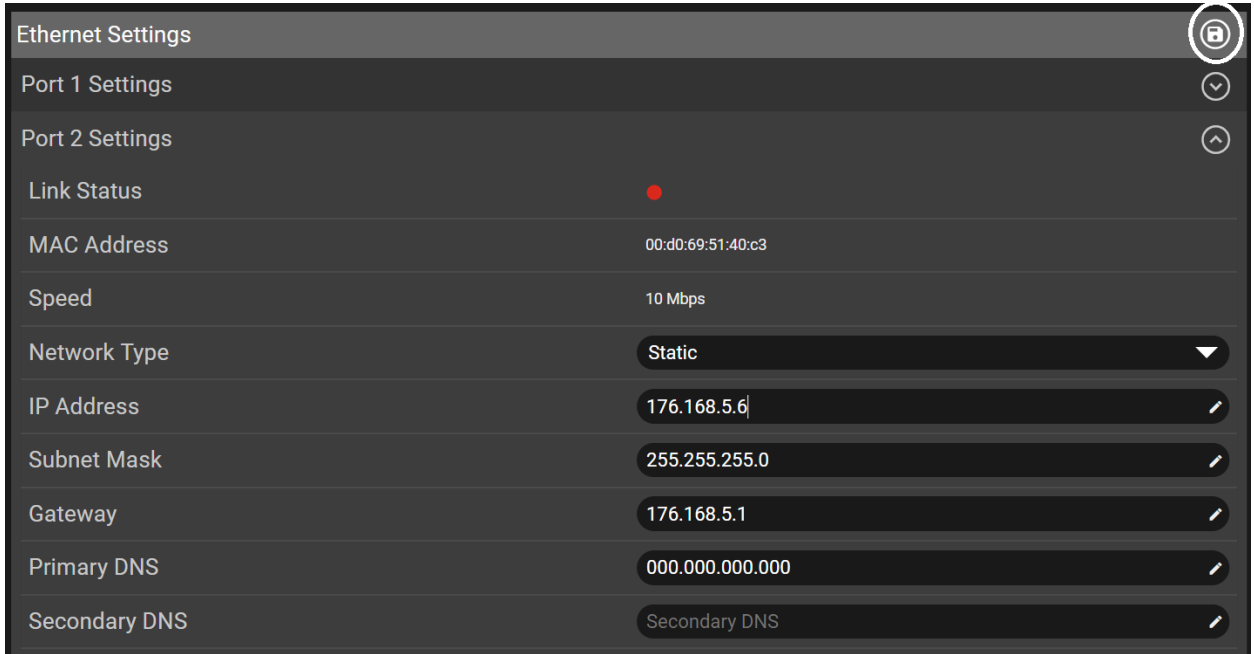 Ethernet Settings
Port 1 Settings
Port 2 Settings
Link Status
MAC Address 00:d0:69:51:40:c3
Speed 10 Mbps
Network Type Static
IP Address 176.168.5.6
Subnet Mask 255.255.255.0
Gateway 176.168.5.1
Primary DNS 000.000.000.000
Secondary DNS Secondary DNS